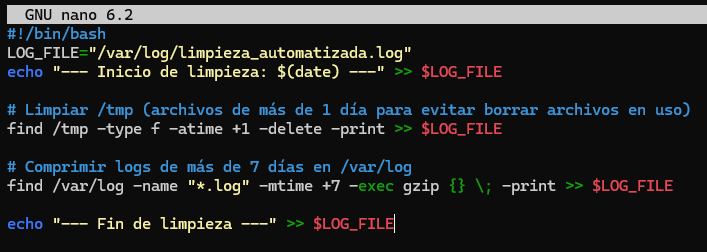 GNU nano 6.2
#!/bin/bash
LOG_FILE="/var/log/limpieza_automatizada.log"
echo "--- Inicio de limpieza: $(date) ---" >> $LOG_FILE
# Limpiar /tmp (archivos de más de 1 día para evitar borrar archivos en uso)
find /tmp -type f -atime +1 -delete -print >> $LOG_FILE
# Comprimir logs de más de 7 días en /var/log
find /var/log -name "*.log" -mtime +7 -exec gzip {} \; -print >> $LOG_FILE
echo "--- Fin de limpieza ---" >> $LOG_FILE